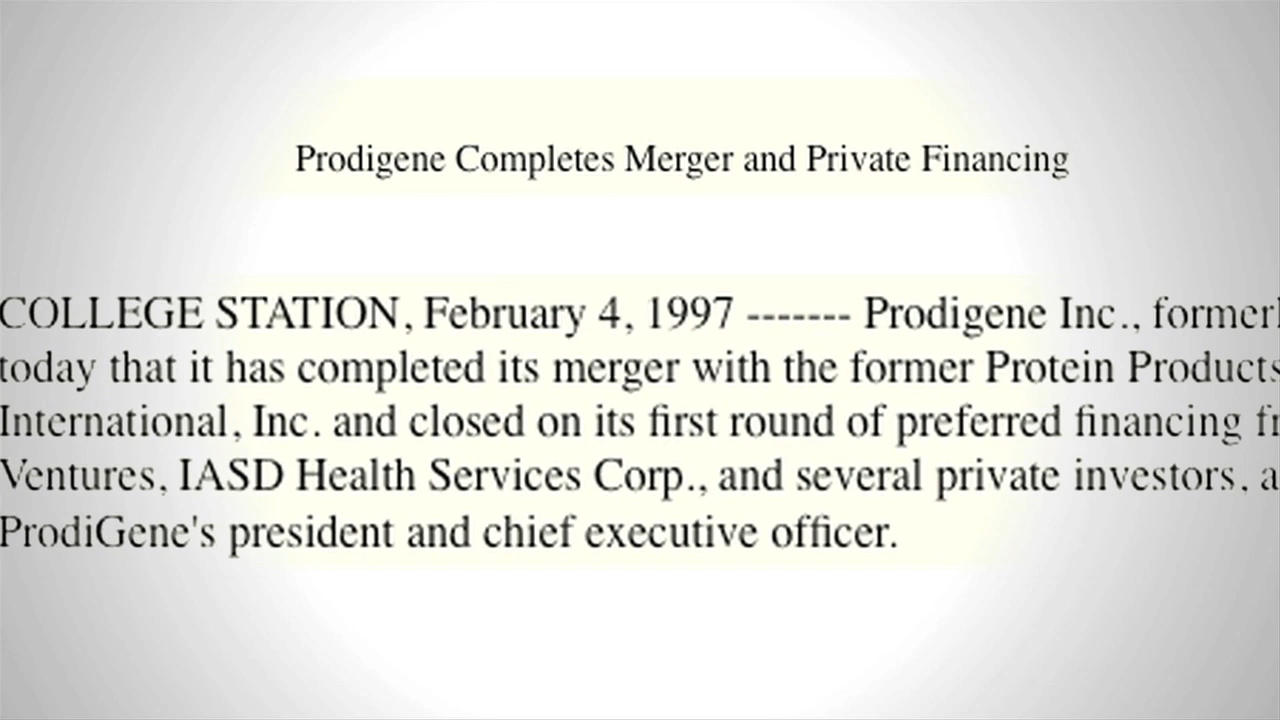 Prodigene Completes Merger and Private Financing
COLLEGE STATION, February 4, 1997 ------- Prodigene Inc., former
today that it has completed its merger with the former Protein Products
International, Inc. and closed on its first round of preferred financing
Ventures, IASD Health Services Corp., and several private investors,
ProdiGene's president and chief executive officer.